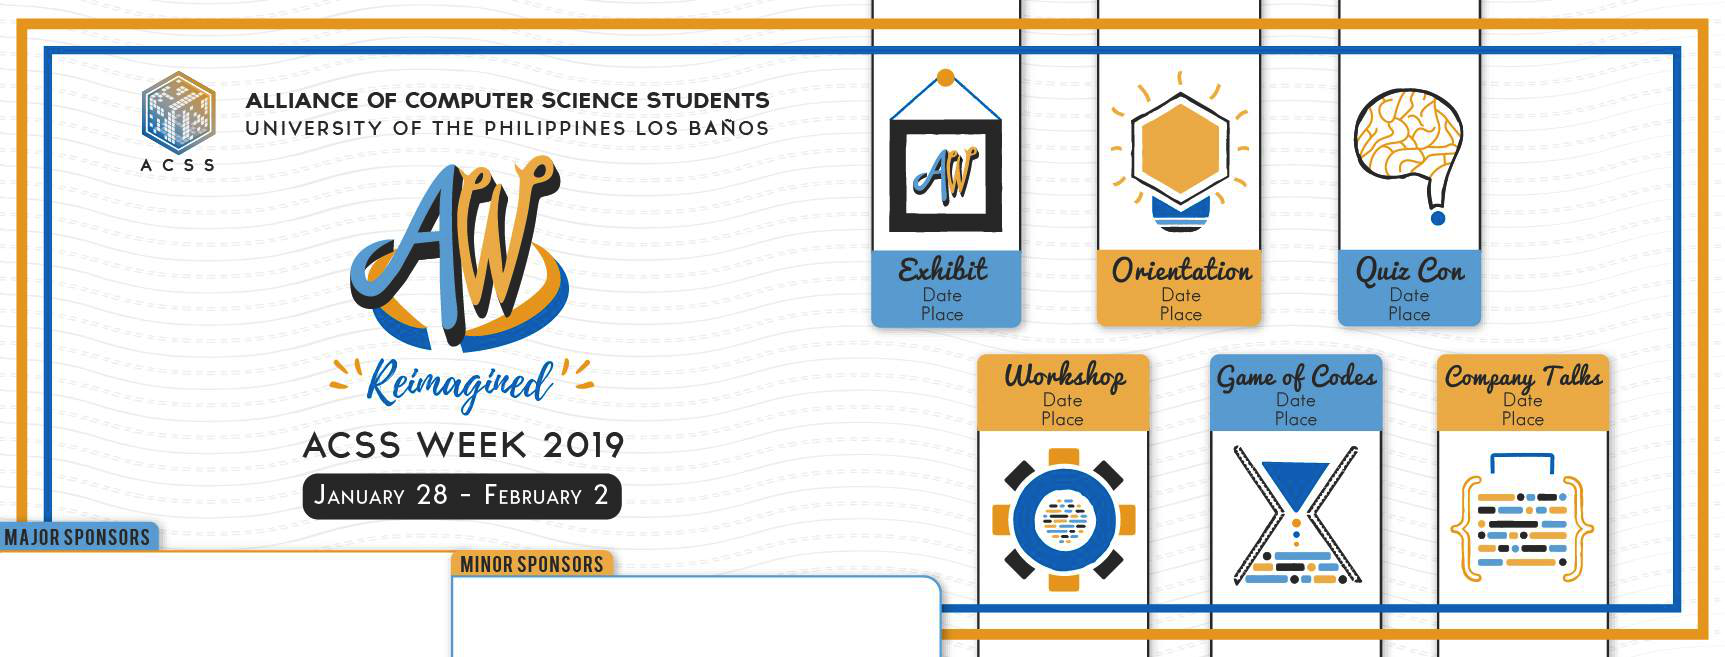 ACSS
ALLIANCE OF COMPUTER SCIENCE STUDENTS
UNIVERSITY OF THE PHILIPPINES LOS BAÑOS
AW
Reimagined
ACSS WEEK 2019
JANUARY 28 - FEBRUARY 2
MAJOR SPONSORS
MINOR SPONSORS
AW
Exhibit
Date
Place
Orientation
Date
Place
Quiz Con
Date
Place
Workshop
Date
Place
Game of Codes
Date
Place
Company Talks
Date
Place